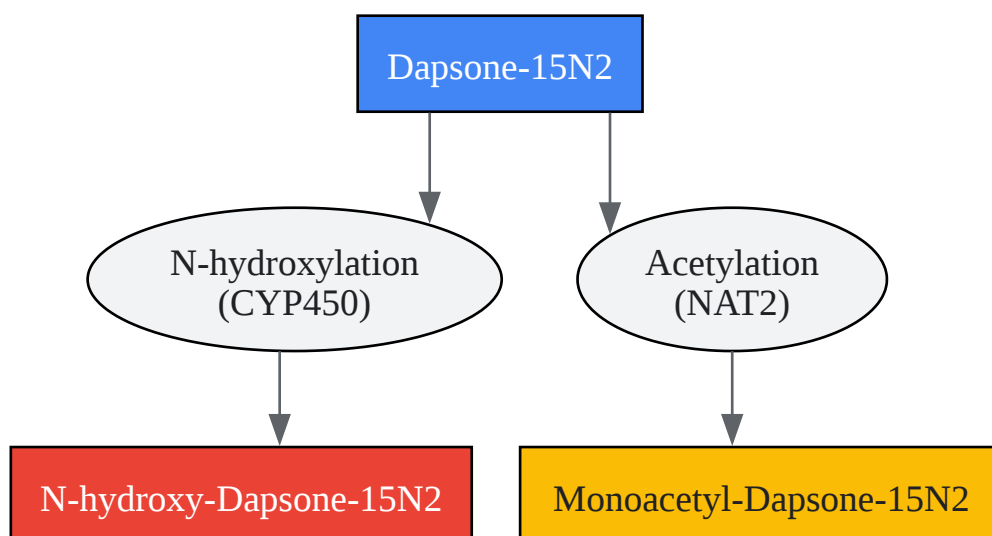 Dapsone-15N2
N-hydroxylation
(CYP450)
Acetylation
(NAT2)
N-hydroxy-Dapsone-15N2
Monoacetyl-Dapsone-15N2